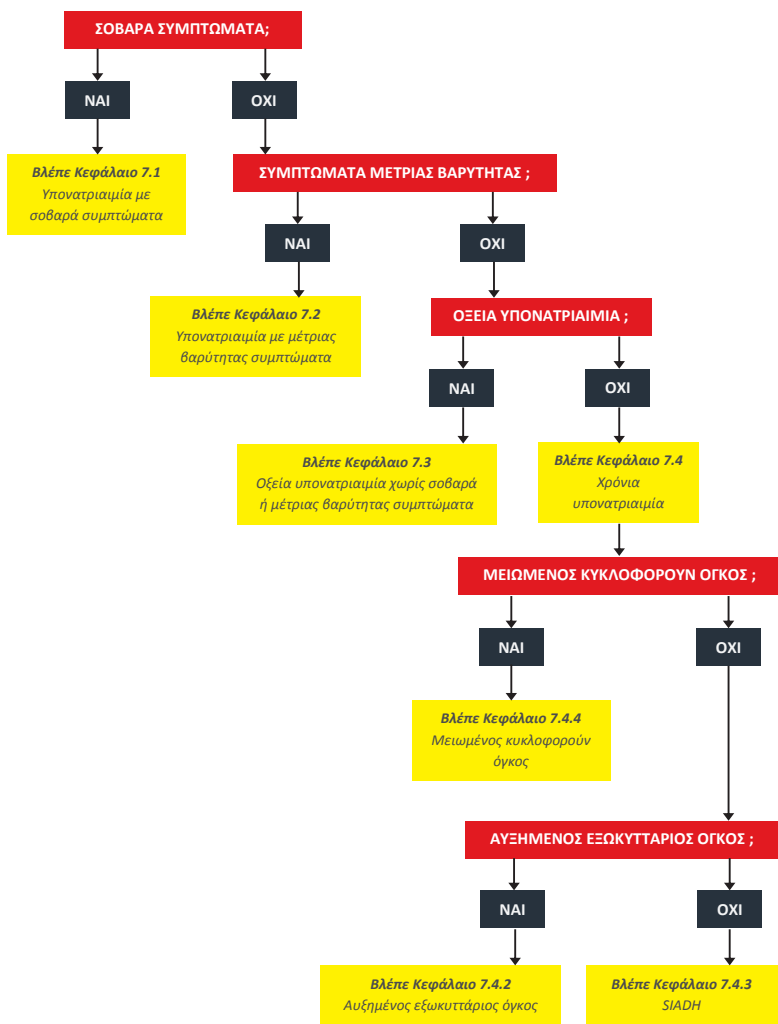 ΣΟΒΑΡΑ ΣΥΜΠΤΩΜΑΤΑ;
ΝΑΙ
ΟΧΙ
Βλέπε Κεφάλαιο 7.1
Υπονατριαιμία με
σοβαρά συμπτώματα
ΣΥΜΠΤΩΜΑΤΑ ΜΕΤΡΙΑΣ ΒΑΡΥΤΗΤΑΣ ;
ΝΑΙ
ΟΧΙ
Βλέπε Κεφάλαιο 7.2
Υπονατριαιμία με μέτριας
βαρύτητας συμπτώματα
ΟΞΕΙΑ ΥΠΟΝΑΤΡΙΑΙΜΙΑ ;
ΝΑΙ
ΟΧΙ
Βλέπε Κεφάλαιο 7.3
Οξεία υπονατριαιμία χωρίς σοβαρά
ή μέτριας βαρύτητας συμπτώματα
Βλέπε Κεφάλαιο 7.4
Χρόνια
υπονατριαιμία
ΜΕΙΩΜΕΝΟΣ ΚΥΚΛΟΦΟΡΟΥΝ ΟΓΚΟΣ ;
ΝΑΙ
ΟΧΙ
Βλέπε Κεφάλαιο 7.4.4
Μειωμένος κυκλοφορούν
όγκος
ΑΥΞΗΜΕΝΟΣ ΕΞΩΚΥΤΤΑΡΙΟΣ ΟΓΚΟΣ ;
ΝΑΙ
ΟΧΙ
Βλέπε Κεφάλαιο 7.4.2
Αυξημένος εξωκυττάριος όγκος
Βλέπε Κεφάλαιο 7.4.3
SIADH